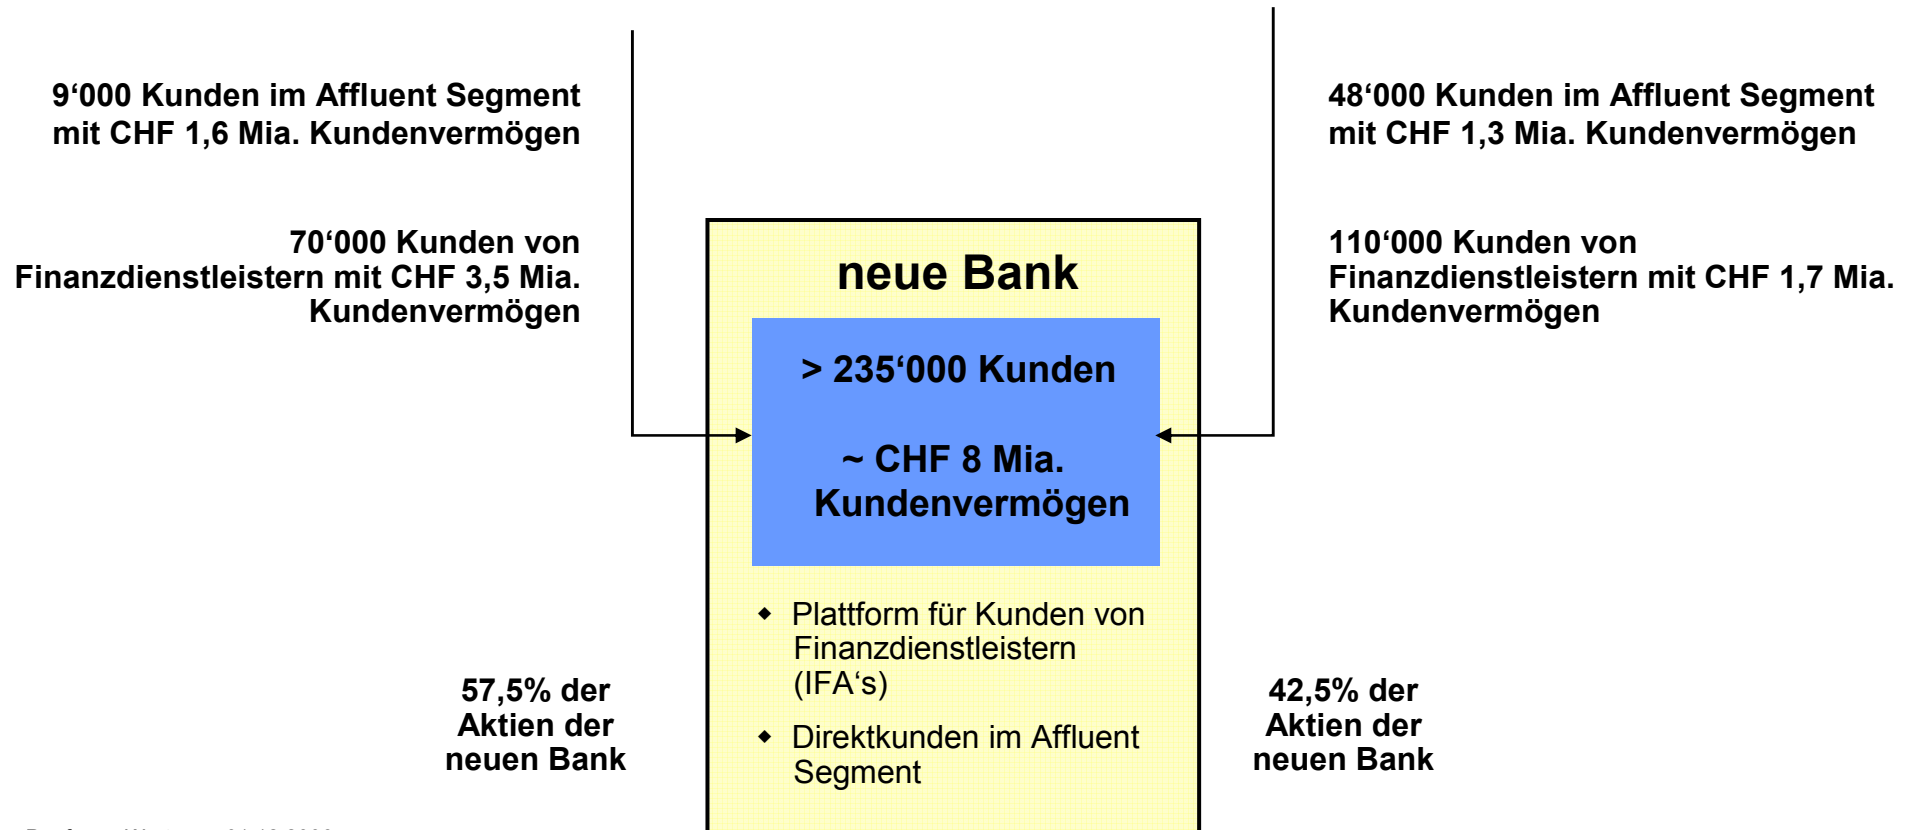 9‘000 Kunden im Affluent Segment
mit CHF 1,6 Mia. Kundenvermögen
70‘000 Kunden von
Finanzdienstleistern mit CHF 3,5 Mia.
Kundenvermögen
48‘000 Kunden im Affluent Segment
mit CHF 1,3 Mia. Kundenvermögen
110‘000 Kunden von
Finanzdienstleistern mit CHF 1,7 Mia.
Kundenvermögen
neue Bank
> 235‘000 Kunden
~ CHF 8 Mia.
Kundenvermögen
◆ Plattform für Kunden von
Finanzdienstleistern
(IFA‘s)
◆ Direktkunden im Affluent
Segment
57,5% der
Aktien der
neuen Bank
42,5% der
Aktien der
neuen Bank